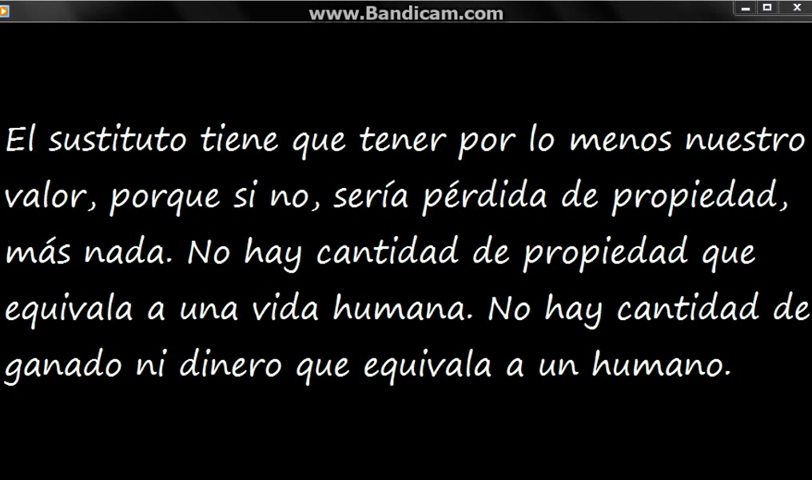 www.Bandicam.com
El sustituto tiene que tener por lo menos nuestro
valor, porque si no, sería pérdida de propiedad,
más nada. No hay cantidad de propiedad que
equivala a una vida humana. No hay cantidad de
ganado ni dinero que equivala a un humano.